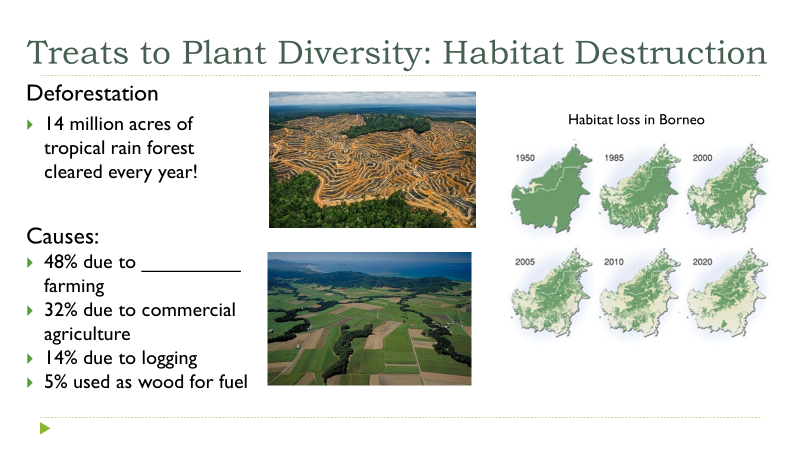 Treats to Plant Diversity: Habitat Destruction
Deforestation
14 million acres of
tropical rain forest
cleared every year!
Causes:
48% due to __________
farming
32% due to commercial
agriculture
14% due to logging
5% used as wood for fuel
Habitat loss in Borneo
1950
1985
2000
2005
2010
2020